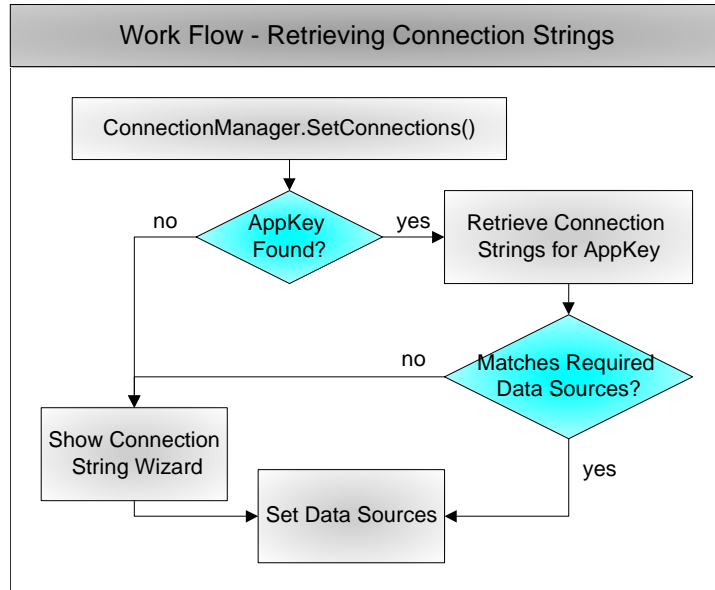 Work Flow - Retrieving Connection Strings
ConnectionManager.SetConnections()
no
AppKey
Found?
yes
Retrieve Connection
Strings for AppKey
no
Matches Required
Data Sources?
Show Connection
String Wizard
yes
Set Data Sources